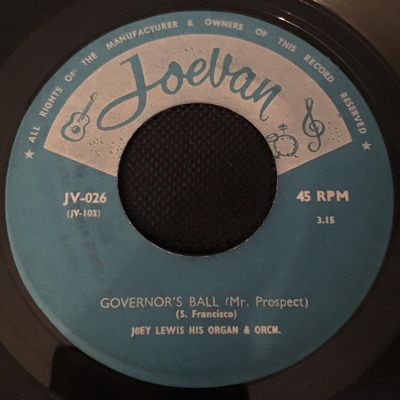 ★ ALL RIGHTS OF THE MANUFACTURER & OWNERS OF THIS RECORD RESERVED ★
Joevan
JV-026
(JV-102)
45 RPM
3.15
GOVERNOR'S BALL (Mr. Prospect)
(S. Francisco)
JOEY LEWIS HIS ORGAN & ORCH.